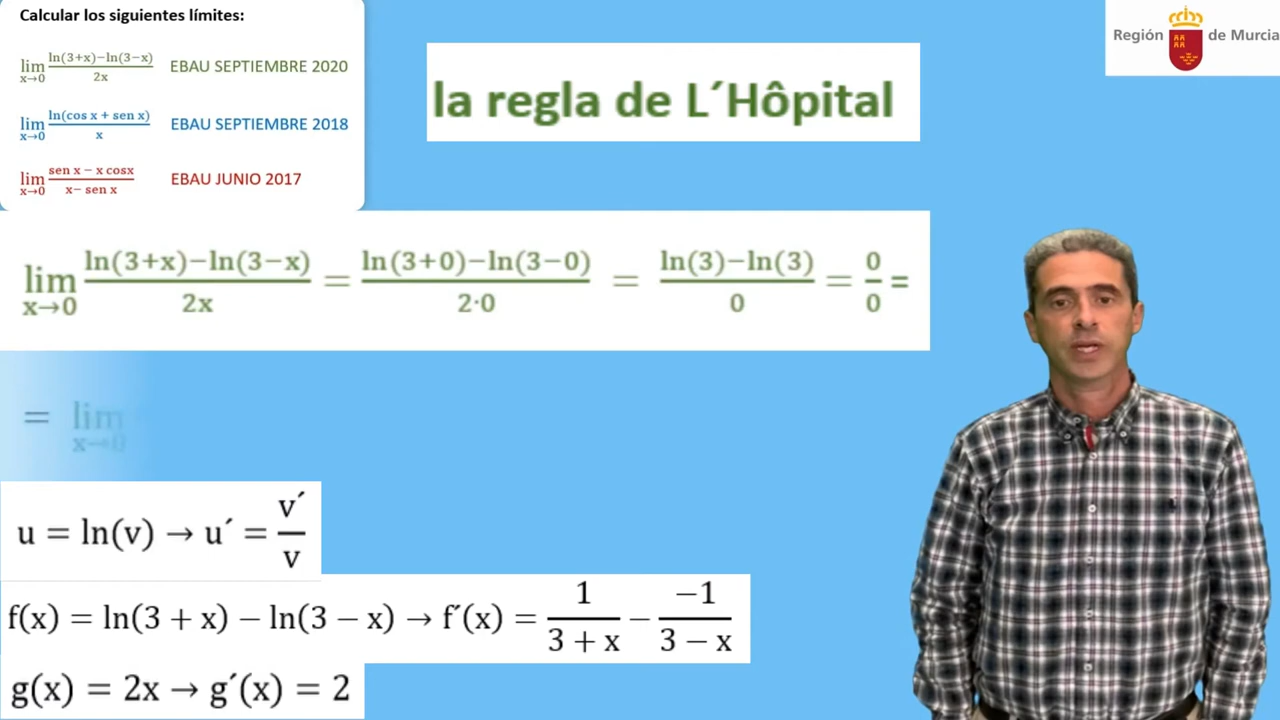 Calcular los siguientes límites:
lim x→0 ln(3+x)−ln(3−x) / 2x EBAU SEPTIEMBRE 2020
lim x→0 ln(cos x + sen x) / x EBAU SEPTIEMBRE 2018
lim x→0 sen x − x cosx / x− sen x EBAU JUNIO 2017
la regla de L´Hôpital
Región de Murcia
lim x→0 ln(3+x)−ln(3−x) / 2x = ln(3+0)−ln(3−0) / 2·0 = ln(3)−ln(3) / 0 = 0 / 0 =
= lim x→0
u = ln(v) → u´ = v´ / v
f(x) = ln(3 + x) − ln(3 − x) → f´(x) = 1 / 3 + x − −1 / 3 − x
g(x) = 2x → g´(x) = 2